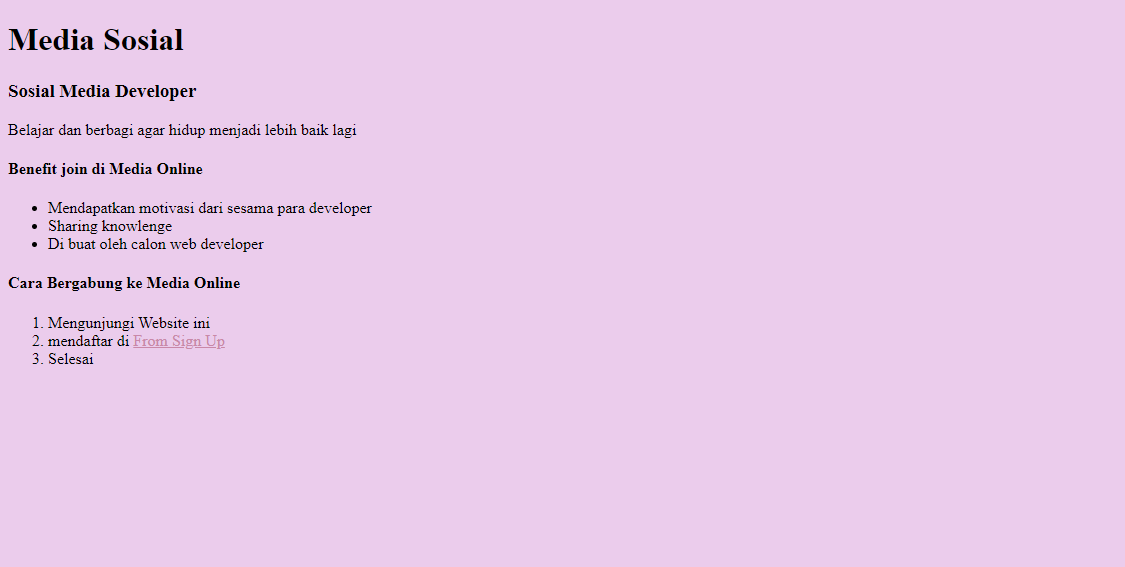 Media Sosial
Sosial Media Developer
Belajar dan berbagi agar hidup menjadi lebih baik lagi
Benefit join di Media Online
• Mendapatkan motivasi dari sesama para developer
• Sharing knowlenge
• Di buat oleh calon web developer
Cara Bergabung ke Media Online
1. Mengunjungi Website ini
2. mendaftar di From Sign Up
3. Selesai